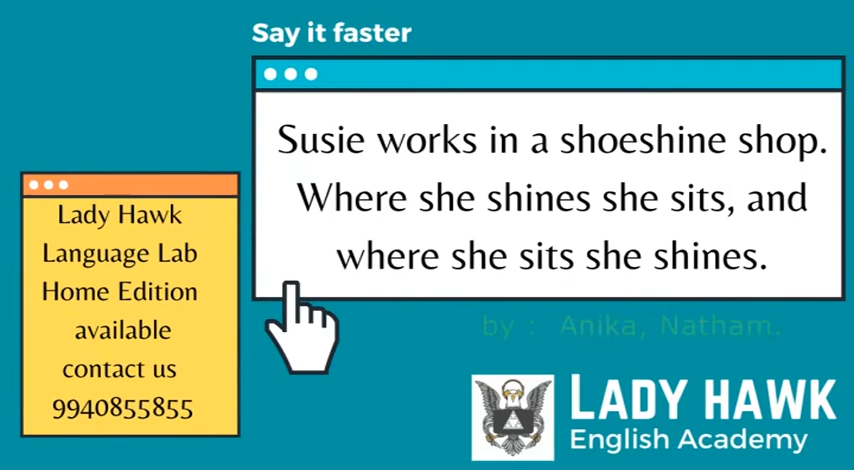 Say it faster
Susie works in a shoeshine shop.
Where she shines she sits, and
where she sits she shines.
Lady Hawk
Language Lab
Home Edition
available
contact us
9940855855
by : Anika, Natham.
LADY HAWK
English Academy